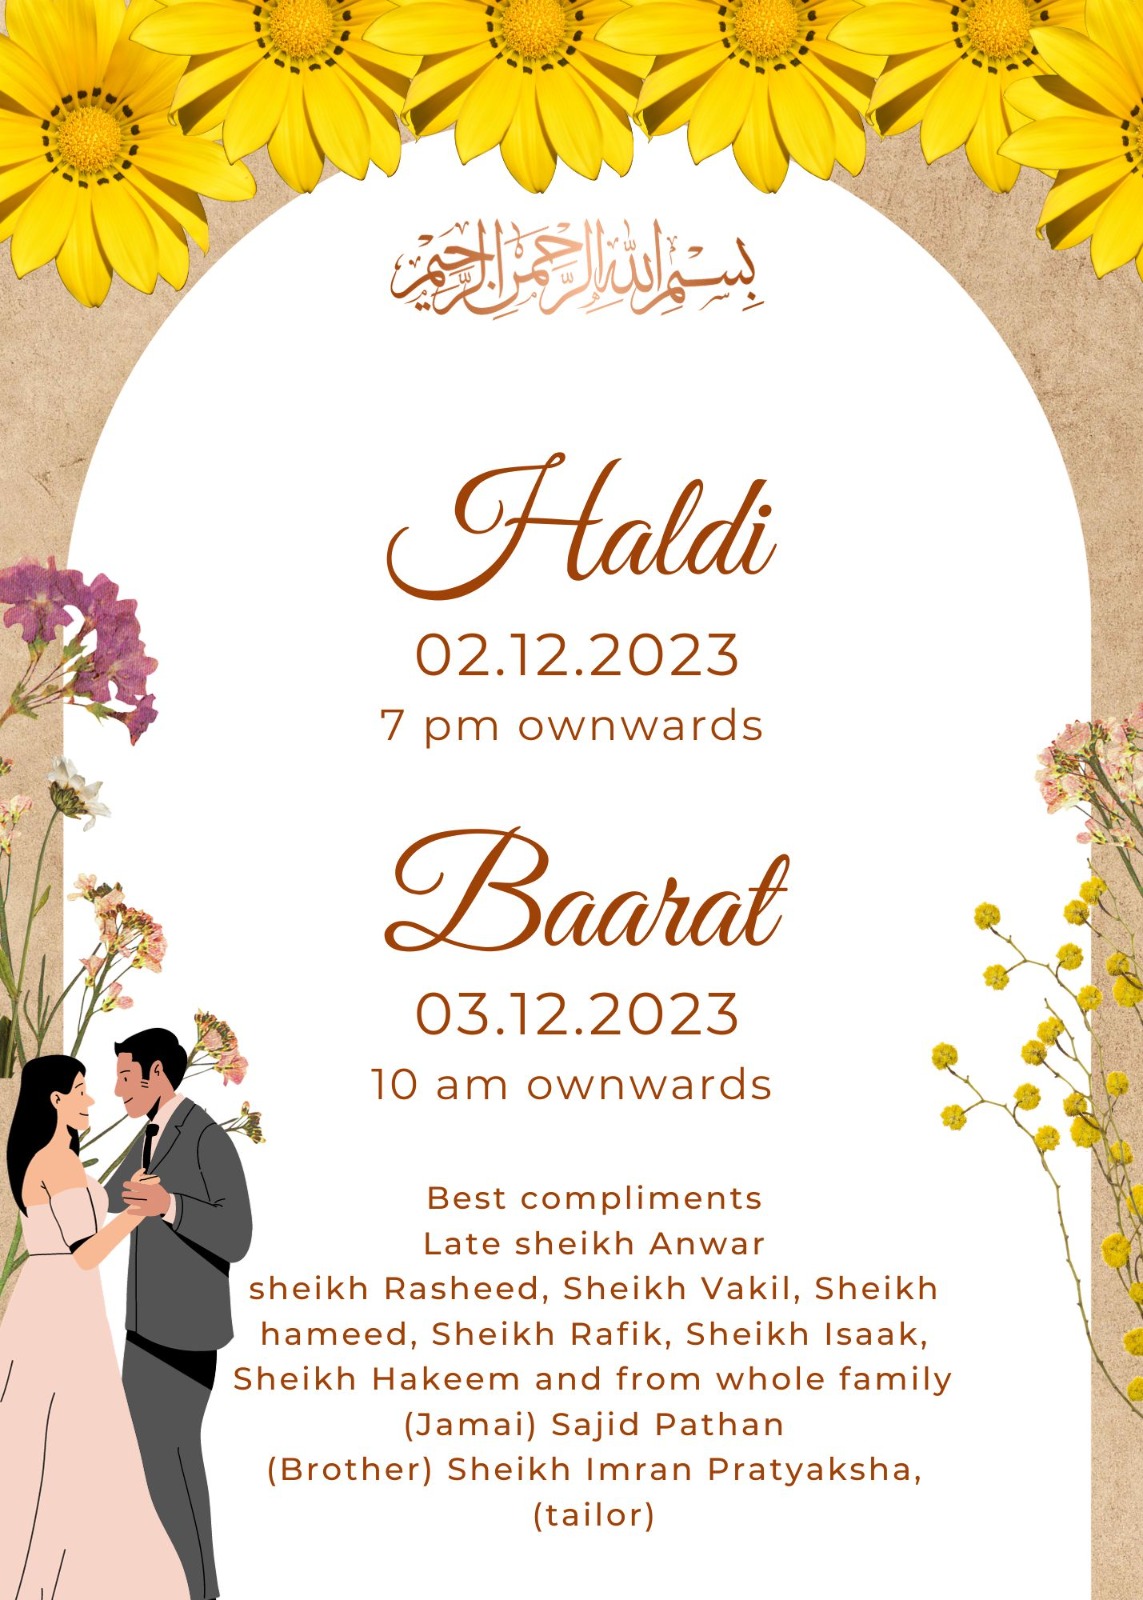 بسم الله الرحمن الرحيم
Haldi
02.12.2023
7 pm ownwards
Baarat
03.12.2023
10 am ownwards
Best compliments
Late sheikh Anwar
sheikh Rasheed, Sheikh Vakil, Sheikh
hameed, Sheikh Rafik, Sheikh Isaak,
Sheikh Hakeem and from whole family
(Jamai) Sajid Pathan
(Brother) Sheikh Imran Pratyaksha,
(tailor)